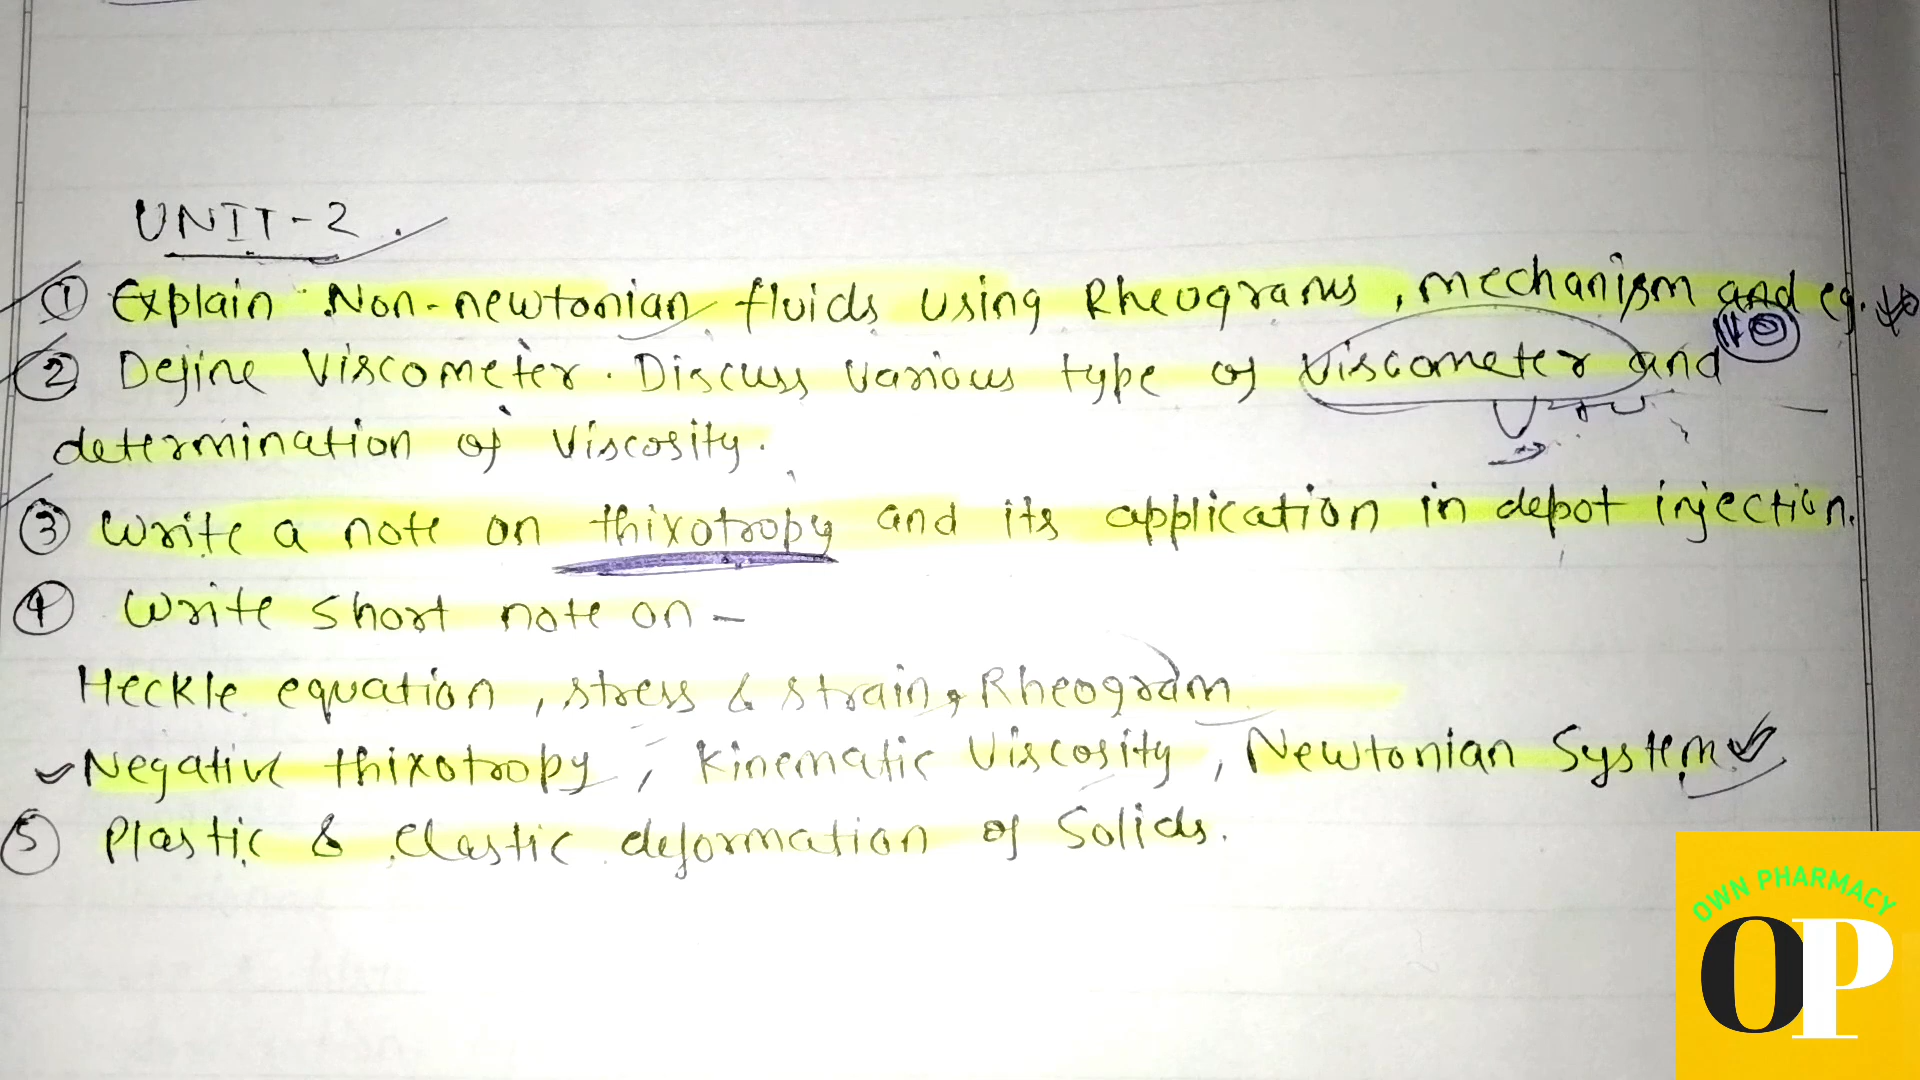 UNIT-2.
① Explain Non-newtonian fluids using Rheograms, mechanism and eg.
② Define Viscometer. Discuss various type of viscometer and
determination of Viscosity.
③ Write a note on thixotropy and its application in depot injection.
④ Write short note on -
Heckle equation, stress & strain, Rheogram
Negative thixotropy, Kinematic Viscosity, Newtonian System
⑤ Plastic & Elastic deformation of Solids.
OWN PHARMACY
OP